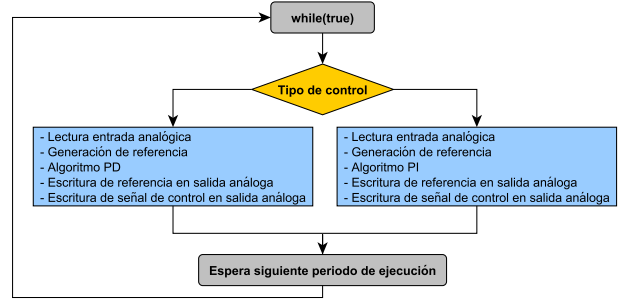 while(true)
Tipo de control
- Lectura entrada analógica
- Generación de referencia
- Algoritmo PD
- Escritura de referencia en salida análoga
- Escritura de señal de control en salida análoga
- Lectura entrada analógica
- Generación de referencia
- Algoritmo PI
- Escritura de referencia en salida análoga
- Escritura de señal de control en salida análoga
Espera siguiente periodo de ejecución